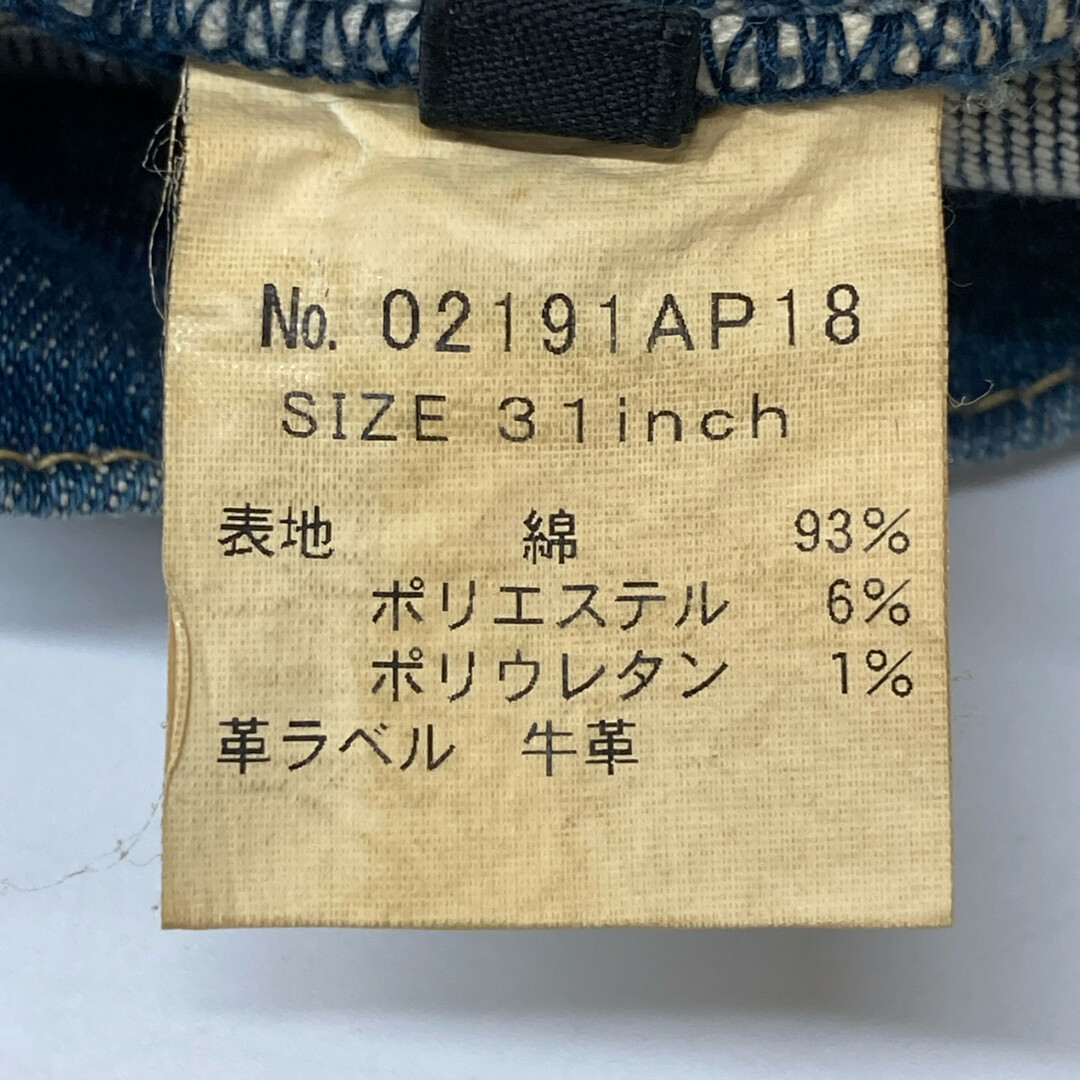 No. 02191AP18
SIZE 31inch
表地 綿 93%
ポリエステル 6%
ポリウレタン 1%
革ラベル 牛革